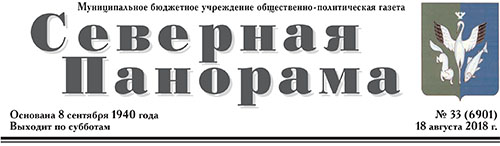 Муниципальное бюджетное учреждение общественно-политическая газета
Северная
Панорама
Основана 8 сентября 1940 года
№ 33 (6901)
Выходит по субботам
18 августа 2018 г.